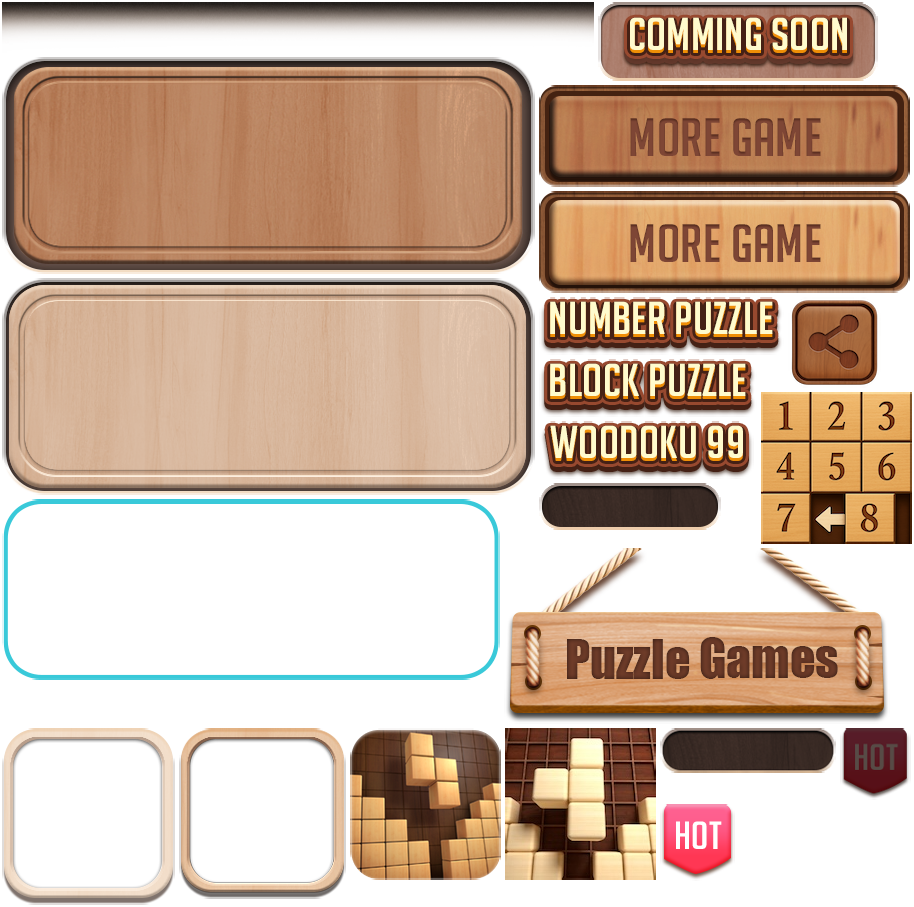 COMMING SOON
MORE GAME
MORE GAME
NUMBER PUZZLE
BLOCK PUZZLE
WOODOKU 99
1 2 3
4 5 6
7 8
Puzzle Games
HOT
HOT